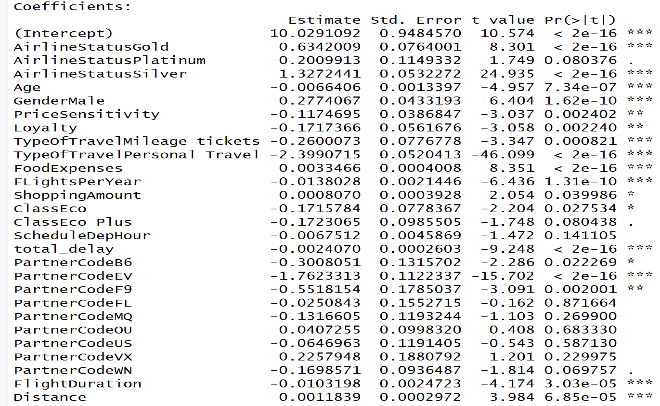 Coefficients:
Estimate Std. Error t value Pr(>|t|)
(Intercept) 10.0291092 0.9484570 10.574 < 2e-16 ***
AirlineStatusGold 0.6342009 0.0764001 8.301 < 2e-16 ***
AirlineStatusPlatinum 0.2009913 0.1149332 1.749 0.080376 .
AirlineStatusSilver 1.3272441 0.0532272 24.935 < 2e-16 ***
Age -0.0066406 0.0013397 -4.957 7.34e-07 ***
GenderMale 0.2774067 0.0433193 6.404 1.62e-10 ***
PriceSensitivity -0.1174695 0.0386847 -3.037 0.002402 **
Loyalty -0.1717366 0.0561676 -3.058 0.002240 **
TypeOfTravelMileage tickets -0.2600073 0.0776778 -3.347 0.000821 ***
TypeOfTravelPersonal Travel -2.3990715 0.0520413 -46.099 < 2e-16 ***
FoodExpenses 0.0033466 0.0004008 8.351 < 2e-16 ***
FLightsPerYear -0.0138028 0.0021446 -6.436 1.31e-10 ***
ShoppingAmount 0.0008070 0.0003928 2.054 0.039986 *
ClassEco -0.1715784 0.0778367 -2.204 0.027534 *
ClassEco Plus -0.1723065 0.0985505 -1.748 0.080438 .
ScheduleDepHour -0.0067512 0.0045869 -1.472 0.141105
total_delay -0.0024070 0.0002603 -9.248 < 2e-16 ***
PartnerCodeB6 -0.3008051 0.1315702 -2.286 0.022269 *
PartnerCodeEV -1.7623313 0.1122337 -15.702 < 2e-16 ***
PartnerCodeF9 -0.5518154 0.1785037 -3.091 0.002001 **
PartnerCodeFL -0.0250843 0.1552715 -0.162 0.871664
PartnerCodeMQ -0.1316605 0.1193244 -1.103 0.269900
PartnerCodeOU 0.0407255 0.0998320 0.408 0.683330
PartnerCodeUS -0.0646963 0.1191405 -0.543 0.587130
PartnerCodeVX 0.2257948 0.1880792 1.201 0.229975
PartnerCodeWN -0.1698571 0.0936487 -1.814 0.069757 .
FlightDuration -0.0103198 0.0024723 -4.174 3.03e-05 ***
Distance 0.0011839 0.0002972 3.984 6.85e-05 ***